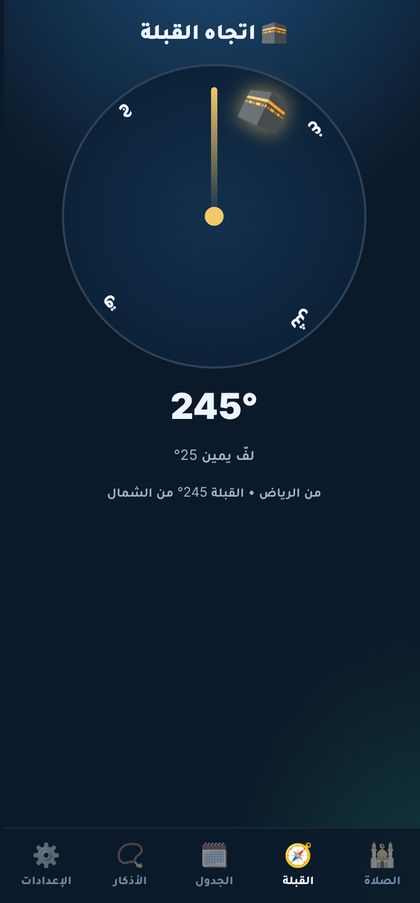 🕋 اتجاه القبلة
ج
ق
ش
245°
لفّ يمين 25°
من الرياض • القبلة 245° من الشمال
الصلاة
القبلة
الجدول
الأذكار
الإعدادات